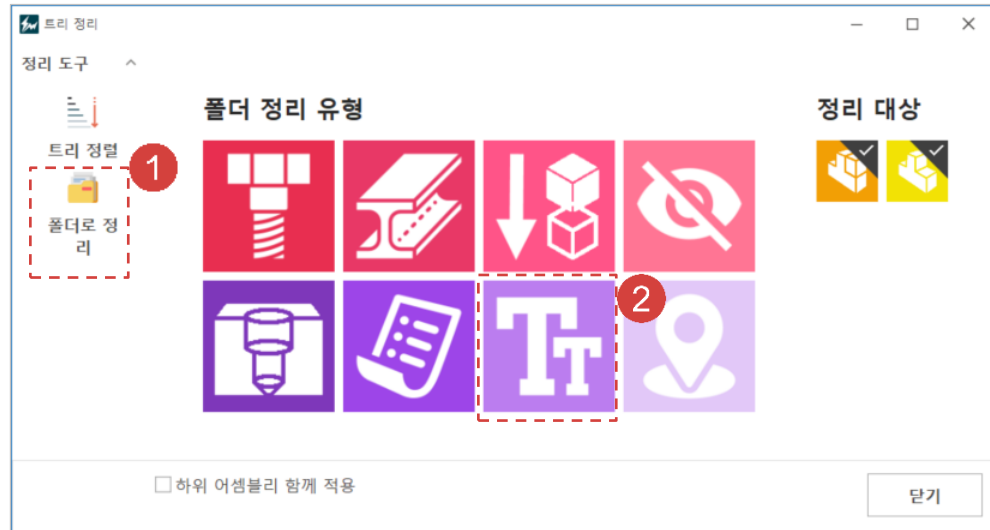 트리 정리
정리 도구
트리 정렬
1
폴더로 정
리
폴더 정리 유형
2
정리 대상
하위 어셈블리 함께 적용
닫기